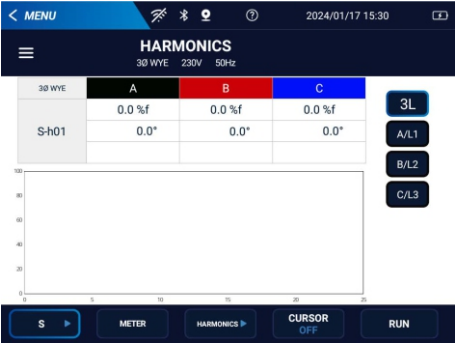 MENU 2024/01/17 15:30
HARMONICS
3Ø WYE 230V 50Hz
3Ø WYE A B C
0.0 %f 0.0 %f 0.0 %f
S-h01 0.0° 0.0° 0.0°
3L
A/L1
B/L2
C/L3
100
80
60
40
20
0
0 5 10 15 20 25
S METER HARMONICS CURSOR OFF RUN